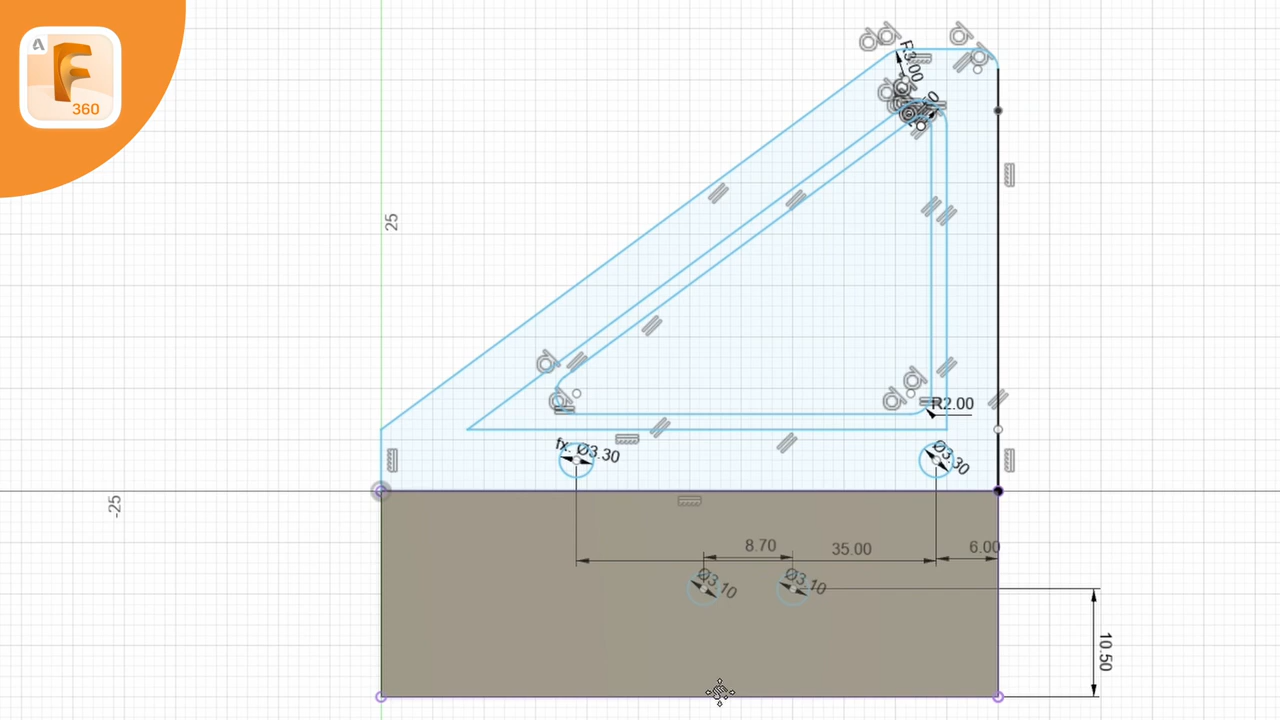 A
360
R3.00
25
R2.00
fx: Ø3.30
Ø3.30
-25
8.70
35.00
6.00
Ø3.10
Ø3.10
10.50